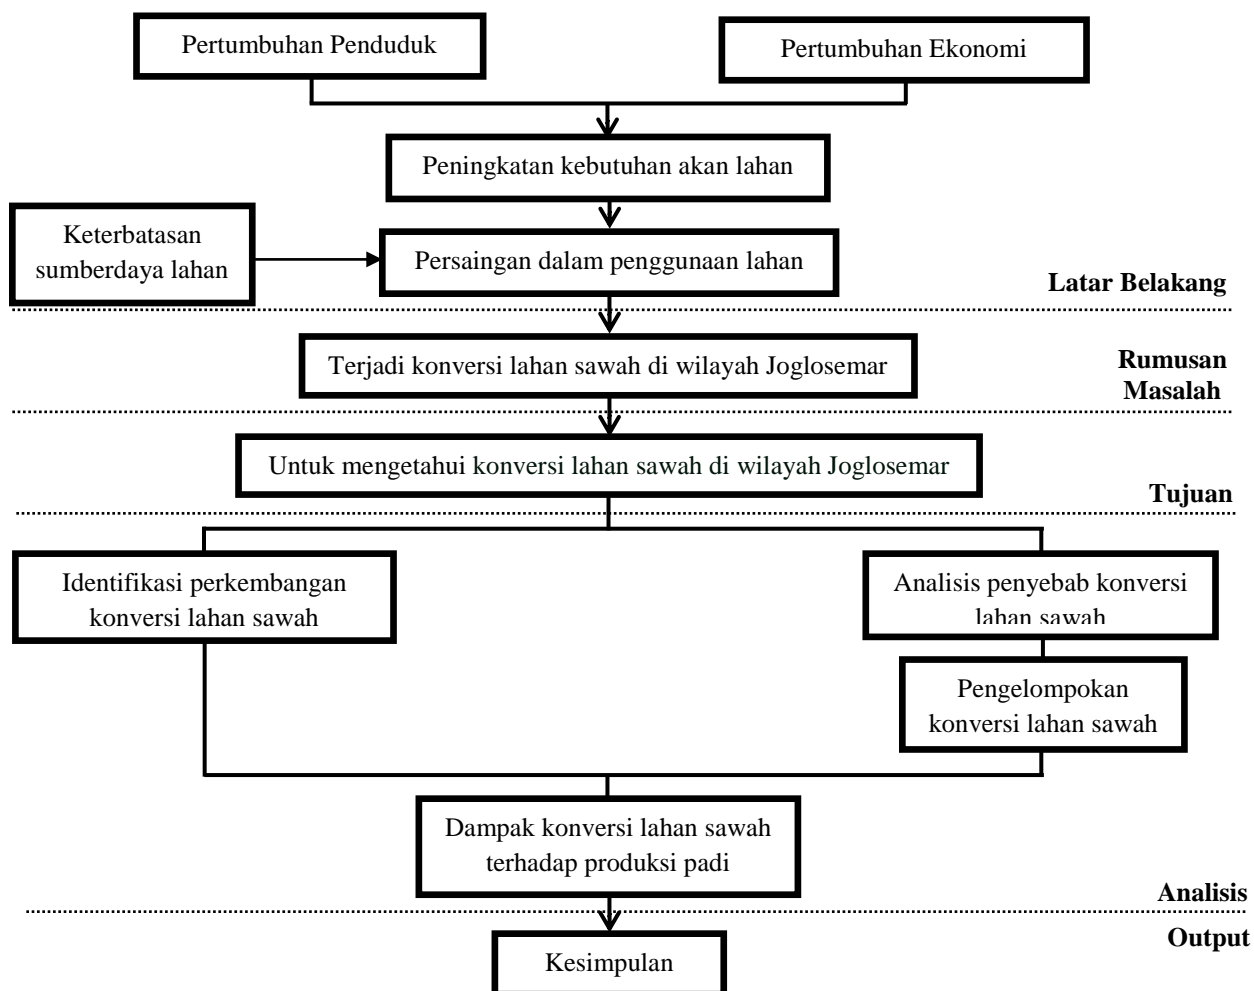 Pertumbuhan Penduduk
Pertumbuhan Ekonomi
Peningkatan kebutuhan akan lahan
Keterbatasan
sumberdaya lahan
Persaingan dalam penggunaan lahan
Latar Belakang
Terjadi konversi lahan sawah di wilayah Joglosemar
Rumusan
Masalah
Untuk mengetahui konversi lahan sawah di wilayah Joglosemar
Tujuan
Identifikasi perkembangan
konversi lahan sawah
Analisis penyebab konversi
lahan sawah
Pengelompokan
konversi lahan sawah
Dampak konversi lahan sawah
terhadap produksi padi
Analisis
Output
Kesimpulan